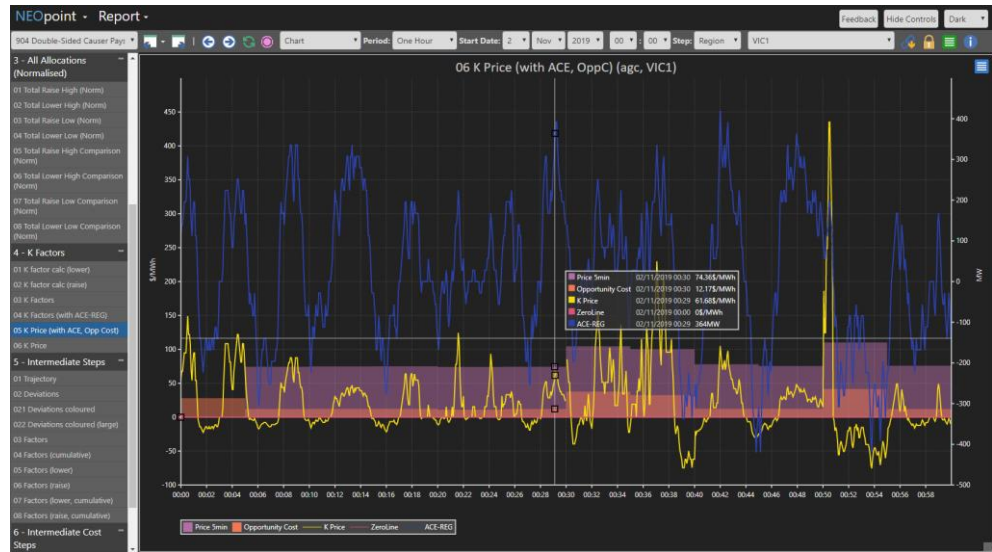 NEOpoint - Report -
Feedback
Hide Controls
Dark
904 Double-Sided Causer Pays
Chart
Period:
One Hour
Start Date:
2
Nov
2019
00
:
00
Step:
Region
VIC1
3 - All Allocations
(Normalised)
01 Total Raise High (Norm)
02 Total Lower High (Norm)
03 Total Raise Low (Norm)
04 Total Lower Low (Norm)
05 Total Raise High Comparison
(Norm)
06 Total Lower High Comparison
(Norm)
07 Total Raise Low Comparison
(Norm)
08 Total Lower Low Comparison
(Norm)
4 - K Factors
01 K factor calc (lower)
02 K factor calc (raise)
03 K Factors
04 K Factors (with ACE-REG)
05 K Price (with ACE, Opp Cost)
06 K Price
5 - Intermediate Steps
01 Trajectory
02 Deviations
021 Deviations coloured
022 Deviations coloured (large)
03 Factors
04 Factors (cumulative)
05 Factors (lower)
06 Factors (raise)
07 Factors (lower, cumulative)
08 Factors (raise, cumulative)
6 - Intermediate Cost
Steps
06 K Price (with ACE, OppC) (agc, VIC1)
450
400
350
300
250
200
150
100
50
0
-50
-100
$/MWh
400
300
200
100
0
-100
-200
-300
-400
-500
MW
Price 5min 02/11/2019 00:30 74.36$/MWh
Opportunity Cost 02/11/2019 00:30 12.17$/MWh
K Price 02/11/2019 00:29 61.68$/MWh
ZeroLine 02/11/2019 00:00 0$/MWh
ACE-REG 02/11/2019 00:29 364MW
00:00 00:02 00:04 00:06 00:08 00:10 00:12 00:14 00:16 00:18 00:20 00:22 00:24 00:26 00:28 00:30 00:32 00:34 00:36 00:38 00:40 00:42 00:44 00:46 00:48 00:50 00:52 00:54 00:56 00:58
Price 5min Opportunity Cost K Price ZeroLine ACE-REG